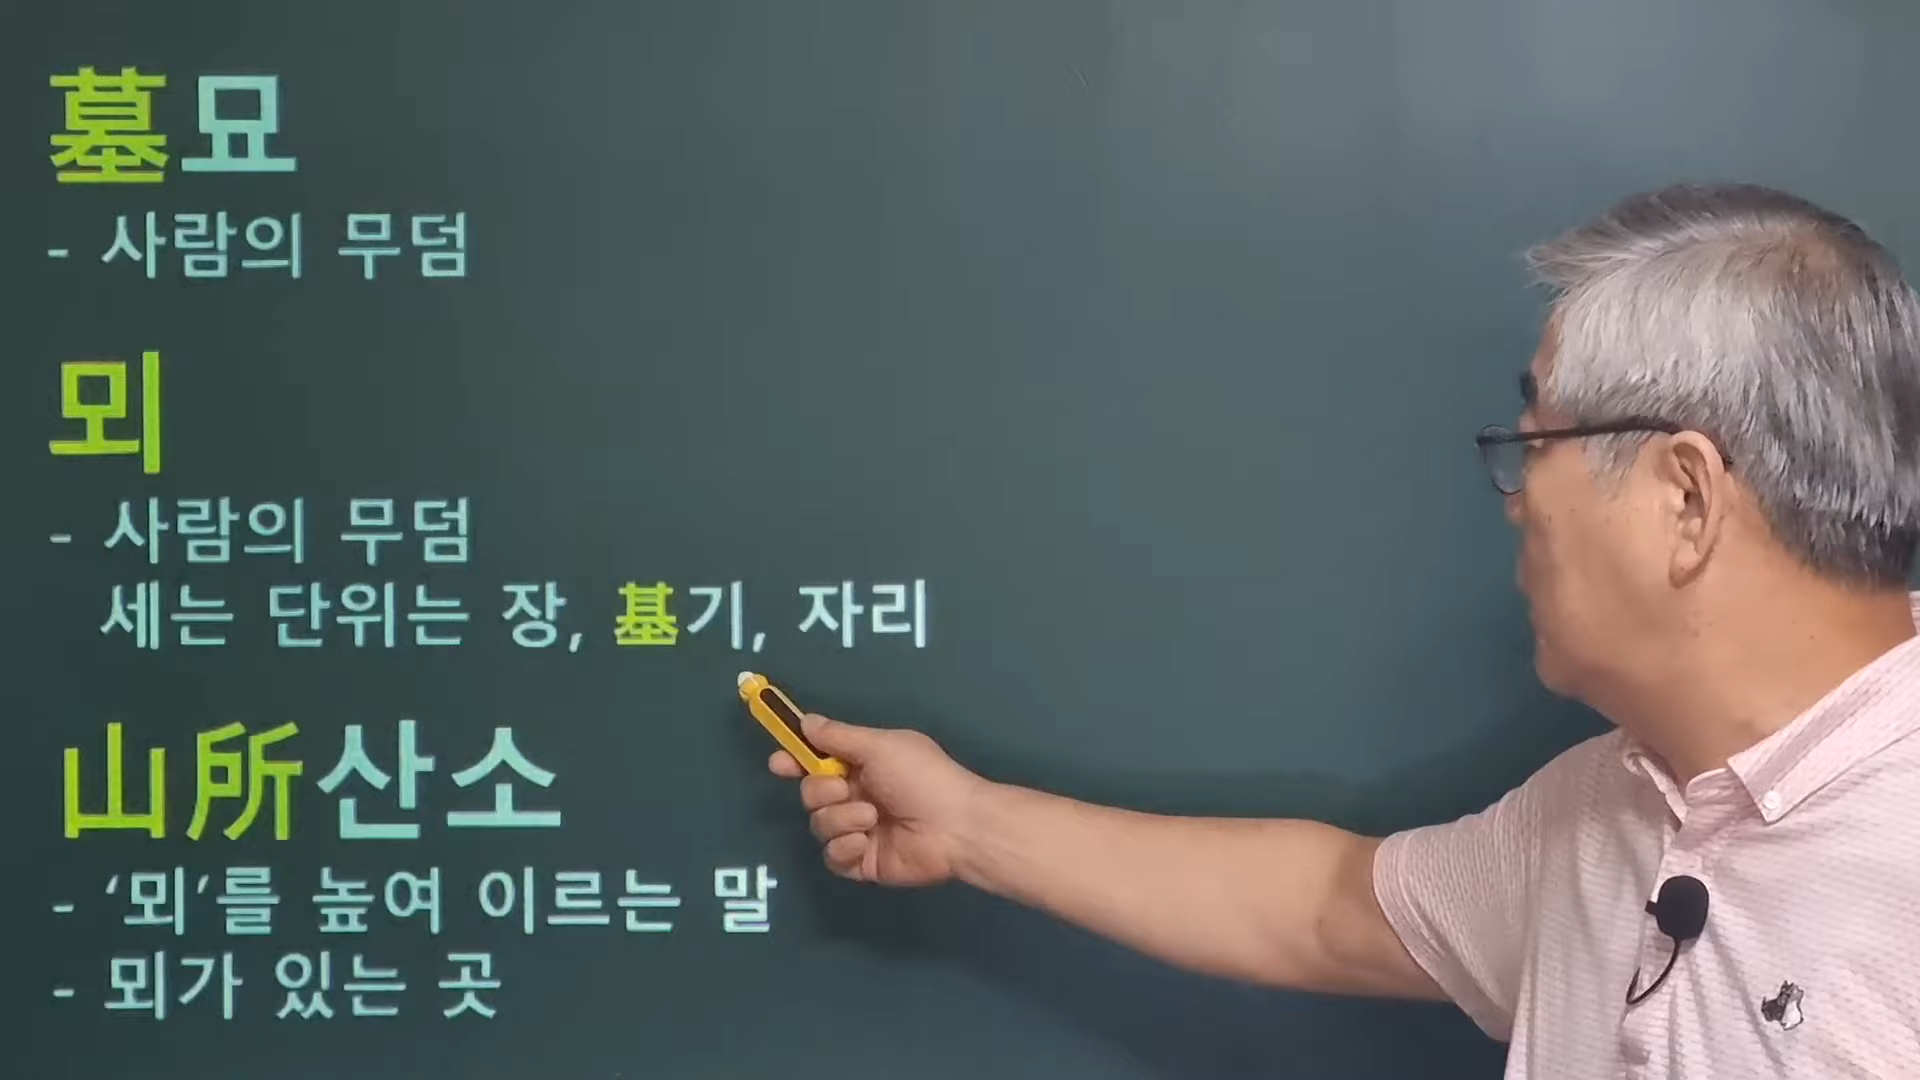 墓묘
- 사람의 무덤
뫼
- 사람의 무덤
세는 단위는 장, 基기, 자리
山所산소
- ‘뫼’를 높여 이르는 말
- 뫼가 있는 곳